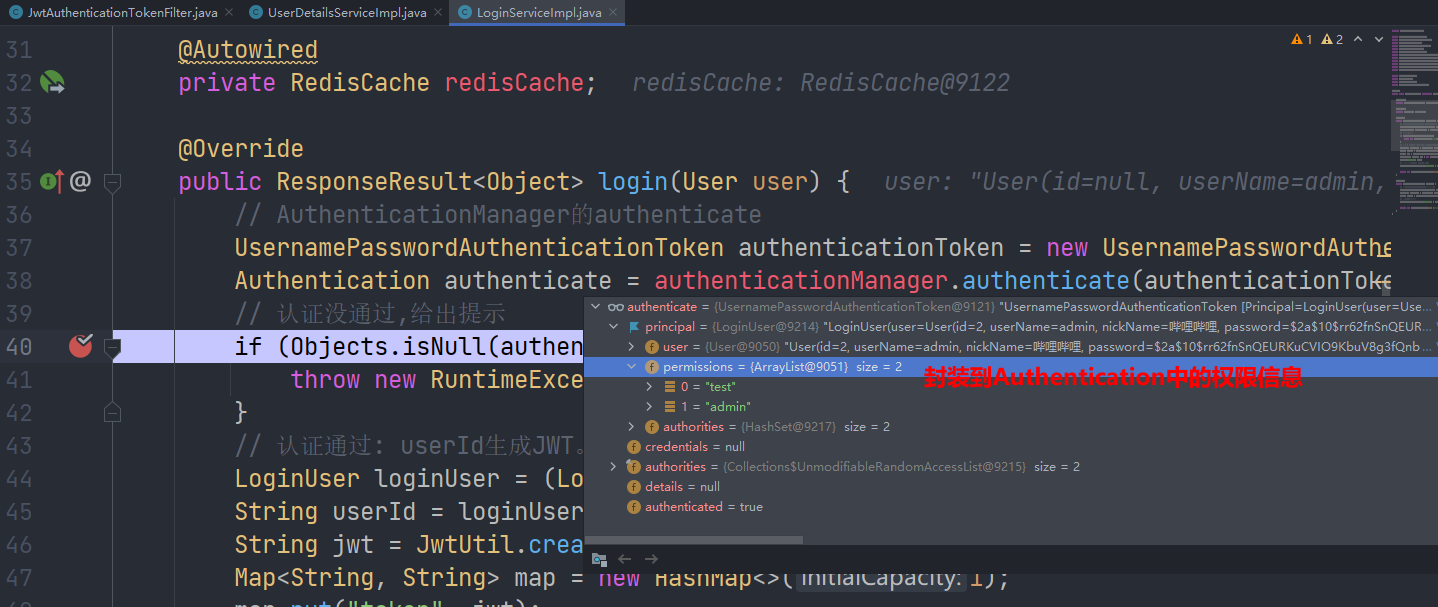 JwtAuthenticationTokenFilter.java UserDetailsServiceImpl.java LoginServiceImpl.java
1 2
31 @Autowired
32 private RedisCache redisCache; redisCache: RedisCache@9122
33
34 @Override
35 @ public ResponseResult<Object> login(User user) { user: "User(id=null, userName=admin,
36 // AuthenticationManager的authenticate
37 UsernamePasswordAuthenticationToken authenticationToken = new UsernamePasswordAuthe
38 Authentication authenticate = authenticationManager.authenticate(authenticationToke
39 // 认证没通过,给出提示
authenticate = {UsernamePasswordAuthenticationToken@9121} "UsernamePasswordAuthenticationToken [Principal=LoginUser(user=Use...
principal = {LoginUser@9214} "LoginUser(user=User(id=2, userName=admin, nickName=哔哩哔哩, password=$2a$10$rr62fnSnQEUR...
40 if (Objects.isNull(authen
user = {User@9050} "User(id=2, userName=admin, nickName=哔哩哔哩, password=$2a$10$rr62fnSnQEURKuCVIO9KbuV8g3fQnb...
permissions = {ArrayList@9051} size = 2 封装到Authentication中的权限信息
41 throw new RuntimeExce
0 = "test"
1 = "admin"
42 }
authorities = {HashSet@9217} size = 2
43 // 认证通过: userId生成JWT。
credentials = null
authorities = {Collections$UnmodifiableRandomAccessList@9215} size = 2
44 LoginUser loginUser = (Lo
details = null
45 String userId = loginUser
authenticated = true
46 String jwt = JwtUtil.crea
47 Map<String, String> map = new HashMap<>( initialCapacity: 1);